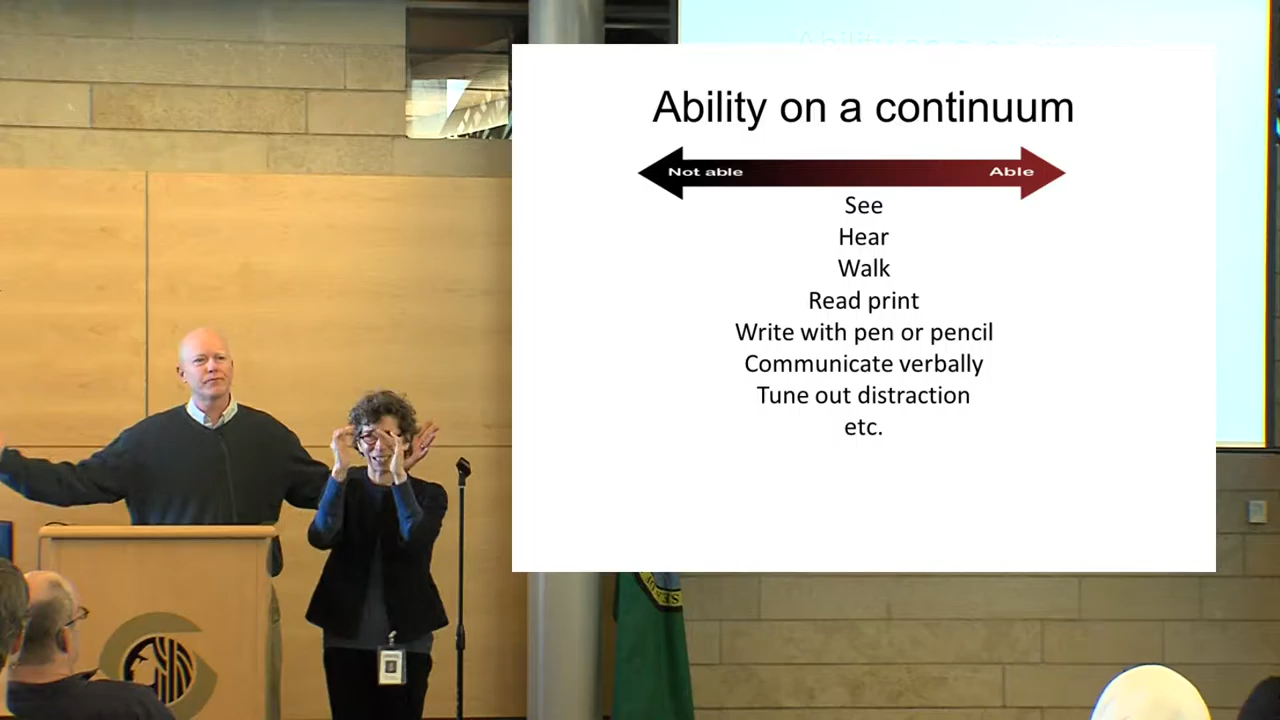 Ability on a continuum
Not able
Able
See
Hear
Walk
Read print
Write with pen or pencil
Communicate verbally
Tune out distraction
etc.